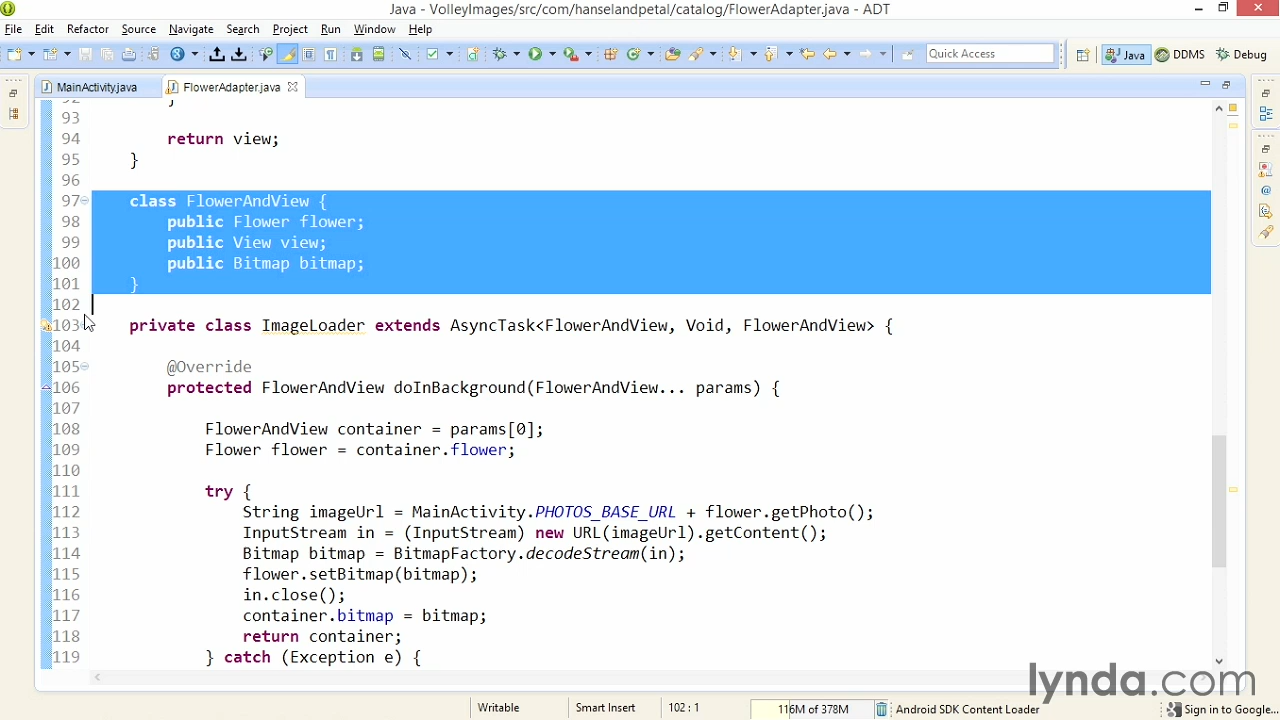 Java - VolleyImages/src/com/hanselandpetal/catalog/FlowerAdapter.java - ADT
File Edit Refactor Source Navigate Search Project Run Window Help
Quick Access Java DDMS Debug
MainActivity.java FlowerAdapter.java
92 }
93
94 return view;
95 }
96
97 class FlowerAndView {
98 public Flower flower;
99 public View view;
100 public Bitmap bitmap;
101 }
102
103 private class ImageLoader extends AsyncTask<FlowerAndView, Void, FlowerAndView> {
104
105 @Override
106 protected FlowerAndView doInBackground(FlowerAndView... params) {
107
108 FlowerAndView container = params[0];
109 Flower flower = container.flower;
110
111 try {
112 String imageUrl = MainActivity.PHOTOS_BASE_URL + flower.getPhoto();
113 InputStream in = (InputStream) new URL(imageUrl).getContent();
114 Bitmap bitmap = BitmapFactory.decodeStream(in);
115 flower.setBitmap(bitmap);
116 in.close();
117 container.bitmap = bitmap;
118 return container;
119 } catch (Exception e) {
lynda.com
Writable Smart Insert 102 : 1 116M of 378M Android SDK Content Loader Sign in to Google...